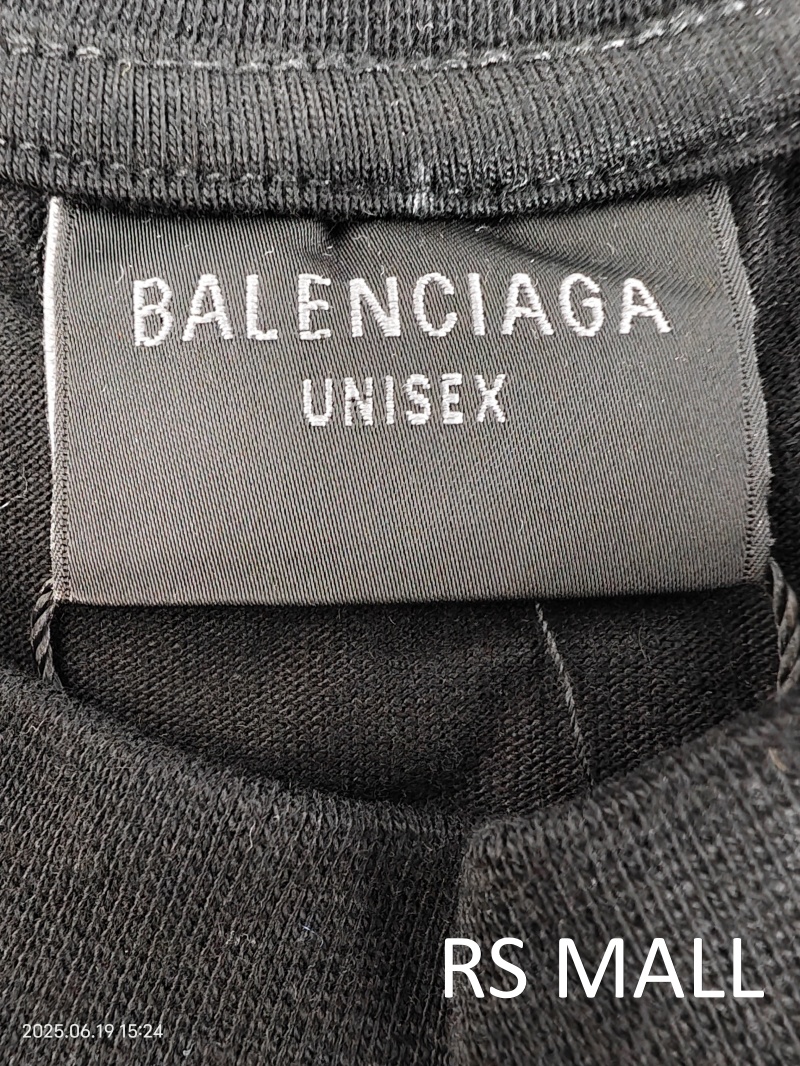 BALENCIAGA
UNISEX
RS MALL
2025.06.19 15:24